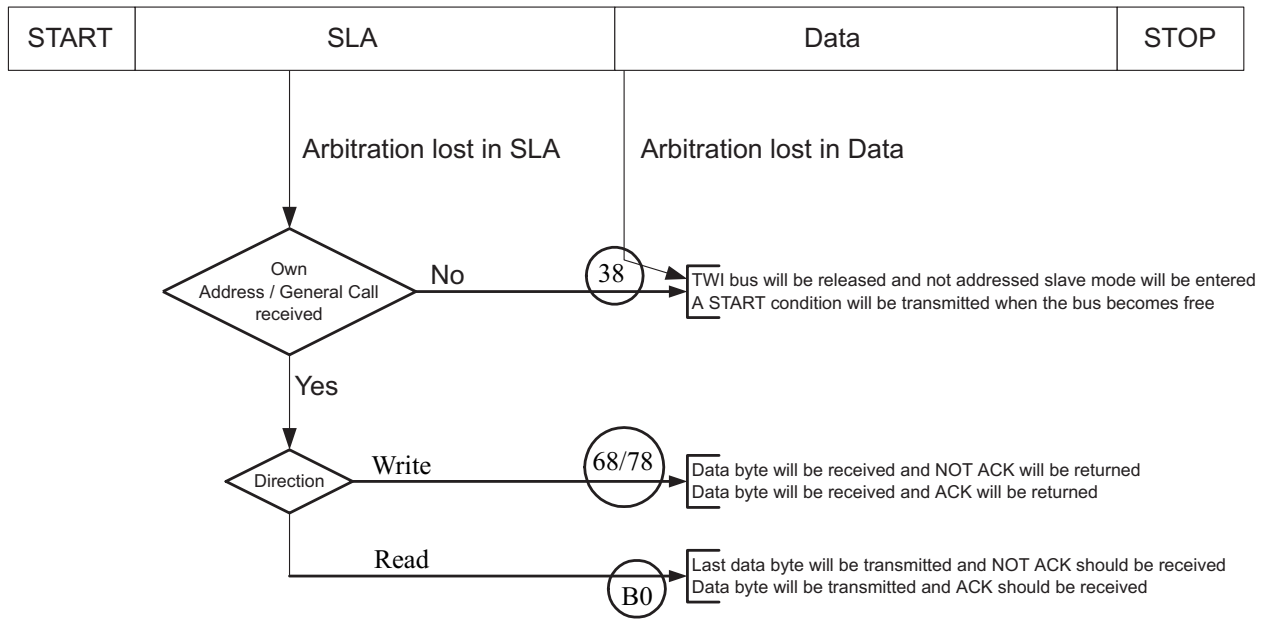 START SLA Data STOP
Arbitration lost in SLA Arbitration lost in Data
Own
Address / General Call
received
No
38
TWI bus will be released and not addressed slave mode will be entered
A START condition will be transmitted when the bus becomes free
Yes
Direction
Write
68/78
Data byte will be received and NOT ACK will be returned
Data byte will be received and ACK will be returned
Read
B0
Last data byte will be transmitted and NOT ACK should be received
Data byte will be transmitted and ACK should be received